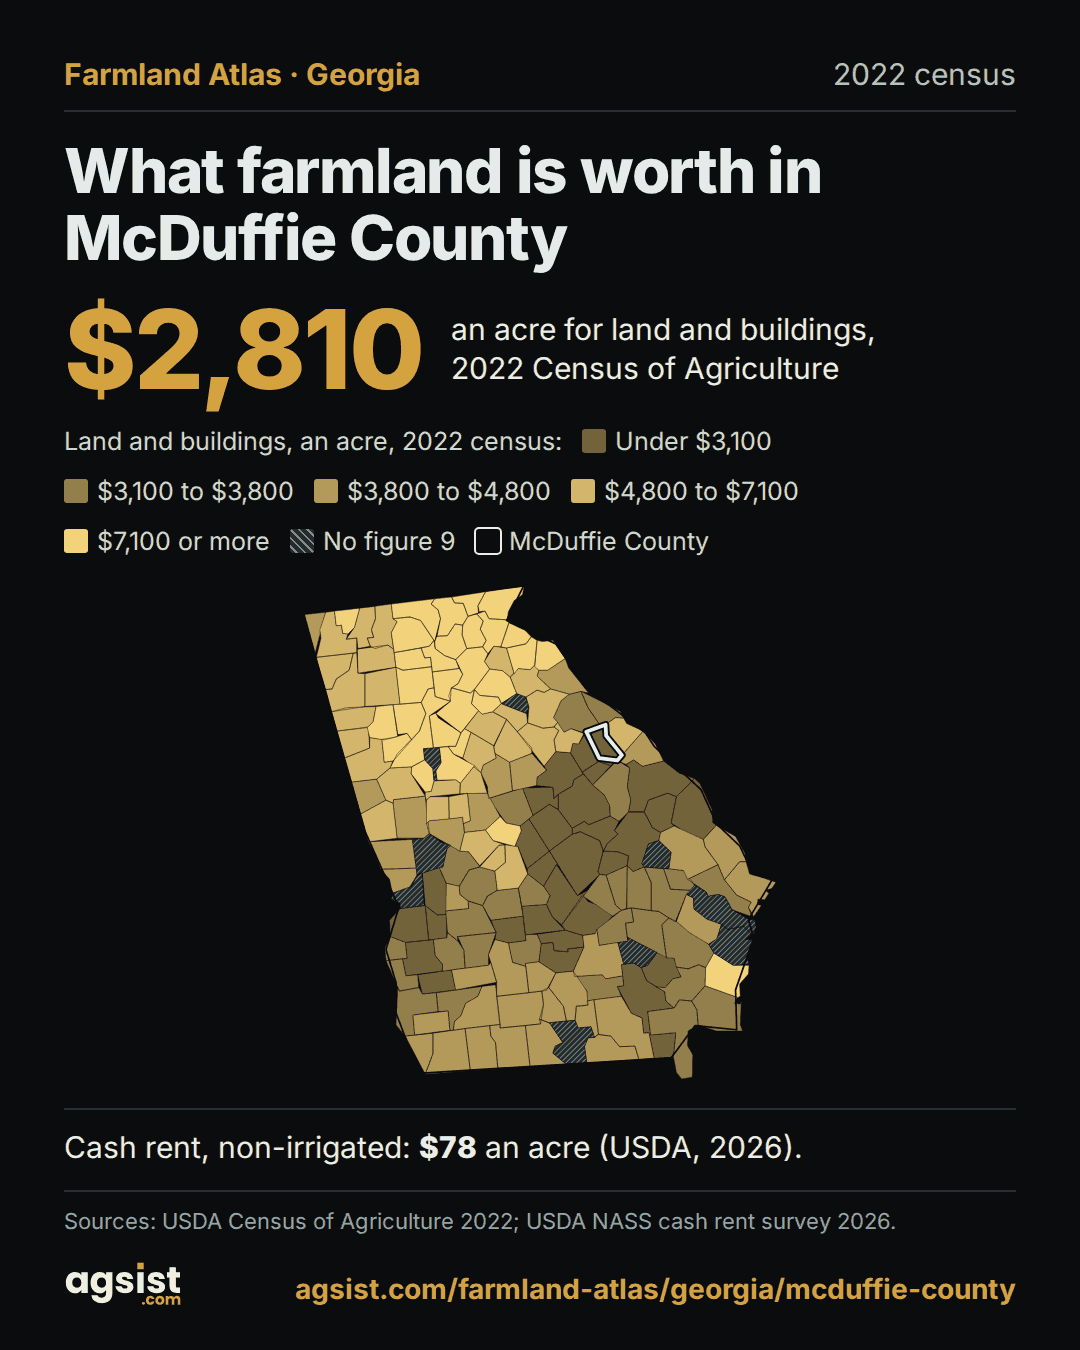 Farmland Atlas · Georgia
2022 census
What farmland is worth in
McDuffie County
$2,810
an acre for land and buildings,
2022 Census of Agriculture
Land and buildings, an acre, 2022 census: Under $3,100
$3,100 to $3,800 $3,800 to $4,800 $4,800 to $7,100
$7,100 or more No figure 9 McDuffie County
Cash rent, non-irrigated: $78 an acre (USDA, 2026).
Sources: USDA Census of Agriculture 2022; USDA NASS cash rent survey 2026.
agsist
.com
agsist.com/farmland-atlas/georgia/mcduffie-county